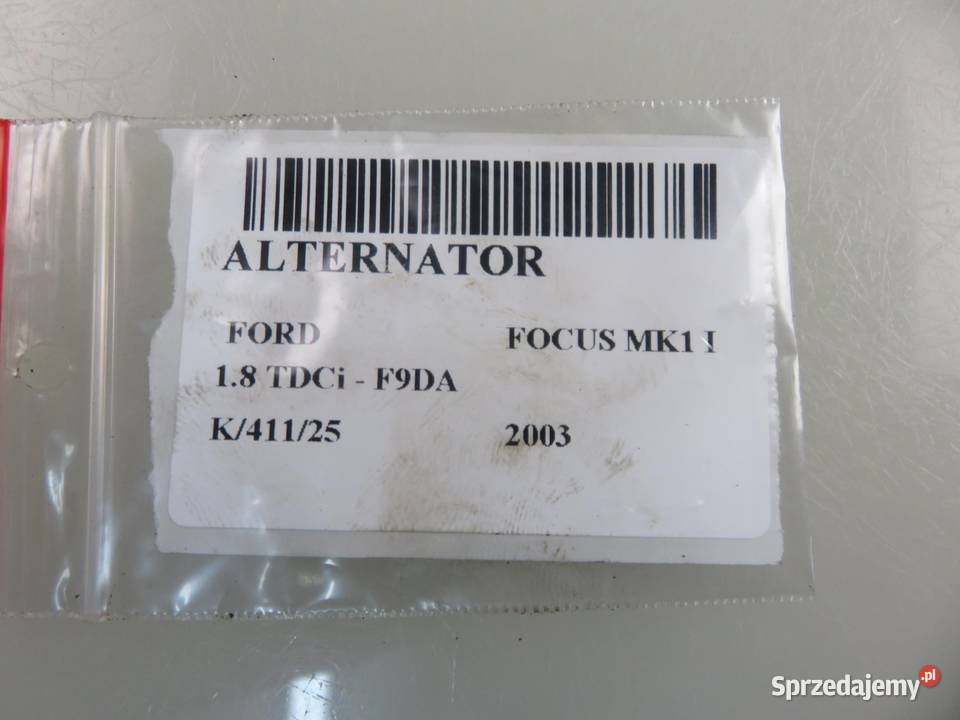 ALTERNATOR
FORD FOCUS MK1 I
1.8 TDCi - F9DA
K/411/25 2003
Sprzedajemy.pl